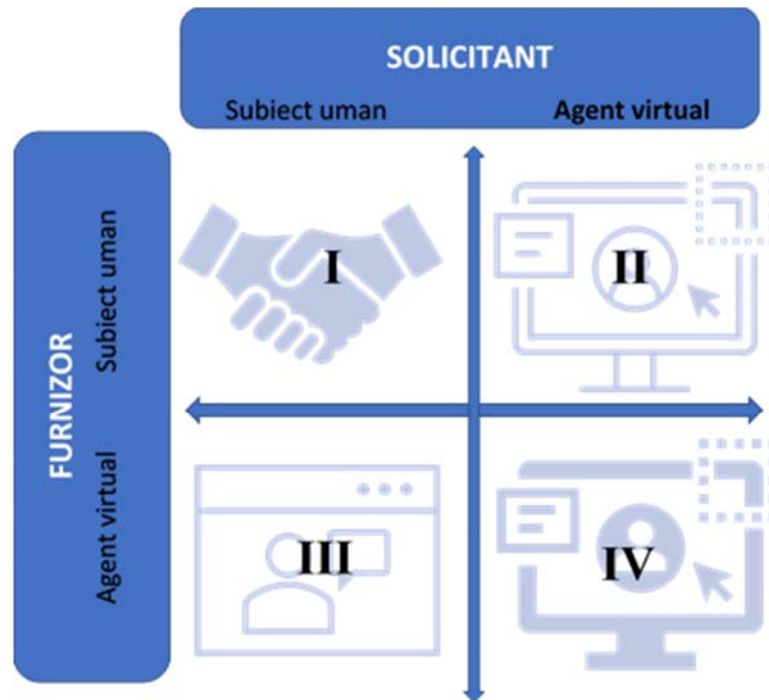 SOLICITANT
Subiect uman Agent virtual
FURNIZOR
Subiect uman
Agent virtual
I
II
III
IV